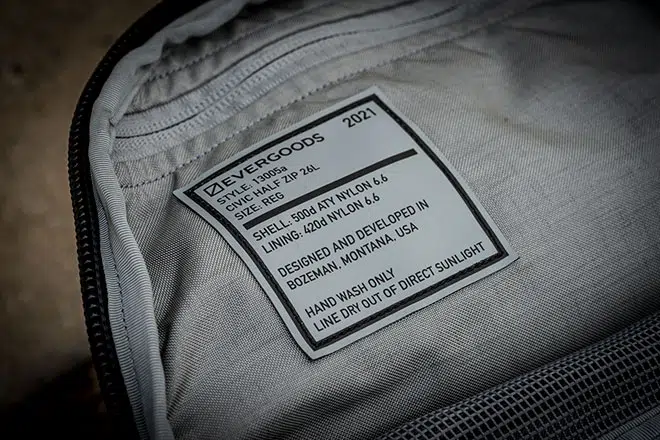 EVERGOODS 2021
STYLE: 13005a
CIVIC HALF ZIP 26L
SIZE: REG
SHELL: 500d ATY NYLON 6.6
LINING: 420d NYLON 6.6
DESIGNED AND DEVELOPED IN
BOZEMAN, MONTANA, USA
HAND WASH ONLY
LINE DRY OUT OF DIRECT SUNLIGHT